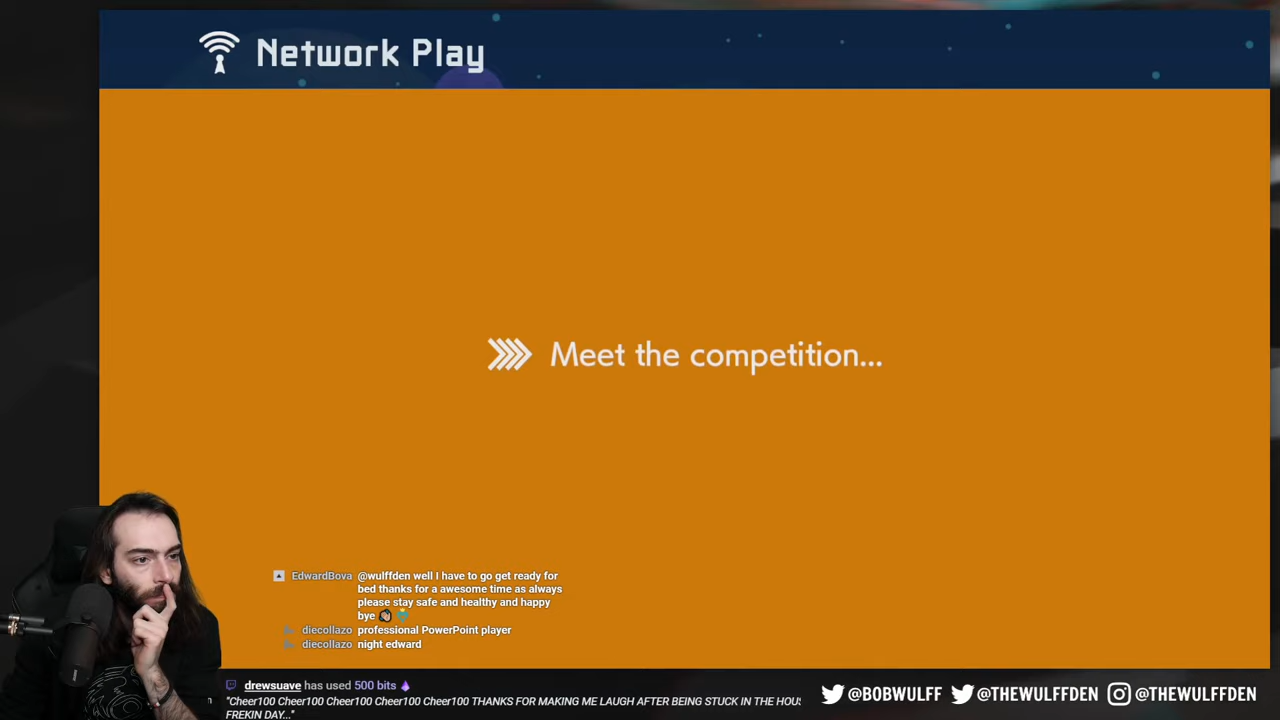 Network Play
Meet the competition...
EdwardBova @wulffden well I have to go get ready for
bed thanks for a awesome time as always
please stay safe and healthy and happy
bye
diecollazo professional PowerPoint player
diecollazo night edward
drewsuave has used 500 bits
"Cheer100 Cheer100 Cheer100 Cheer100 Cheer100 THANKS FOR MAKING ME LAUGH AFTER BEING STUCK IN THE
FREKIN DAY..."
@BOBWULFF @THEWULFFDEN @THEWULFFDEN